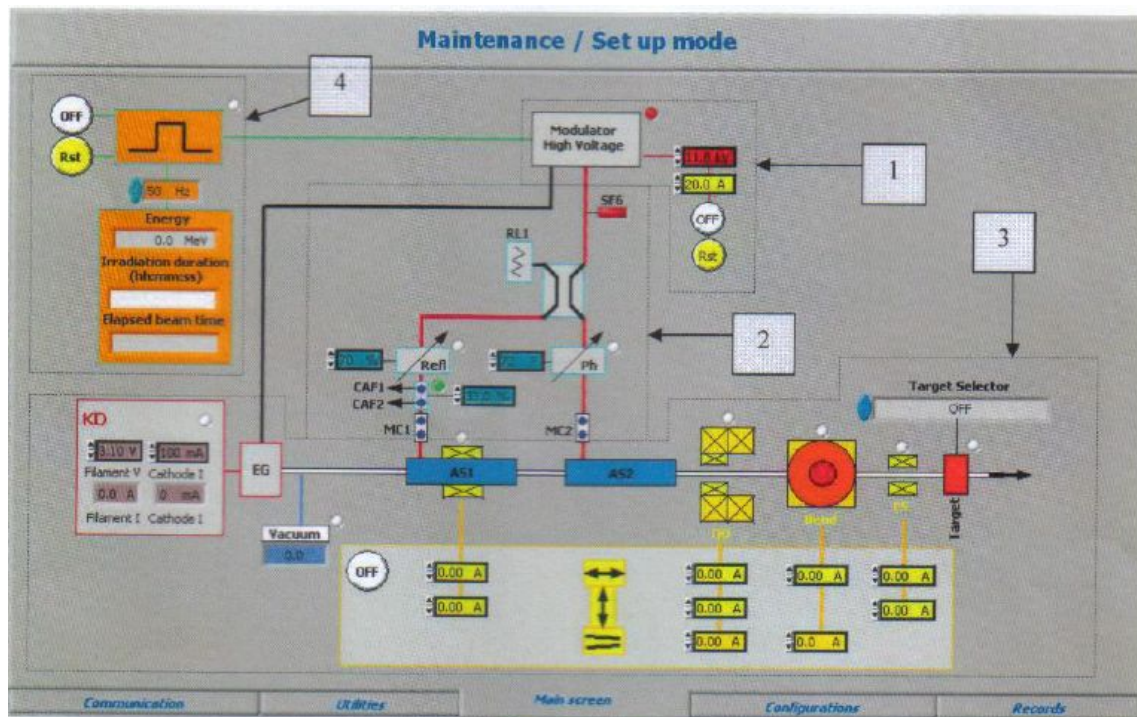 Maintenance / Set up mode
4
OFF
Rst
50 Hz
Energy
0.0 MeV
Irradiation duration
(hh:mm:ss)
Elapsed beam time
Modulator
High Voltage
11.8 kV
20.0 A
OFF
Rst
1
SF6
RL1
3
2
70 %
Refl
Ph
CAF1
CAF2
MC1
MC2
Target Selector
OFF
KD
3.10 V
100 mA
Filament V
Cathode I
0.0 A
0 mA
Filament I
Cathode I
EG
AS1
AS2
Bend
Target
Vacuum
0.0
OFF
0.00 A
0.00 A
0.00 A
0.00 A
0.00 A
0.00 A
0.0 A
0.00 A
0.00 A
Communication
Utilities
Main screen
Configurations
Records